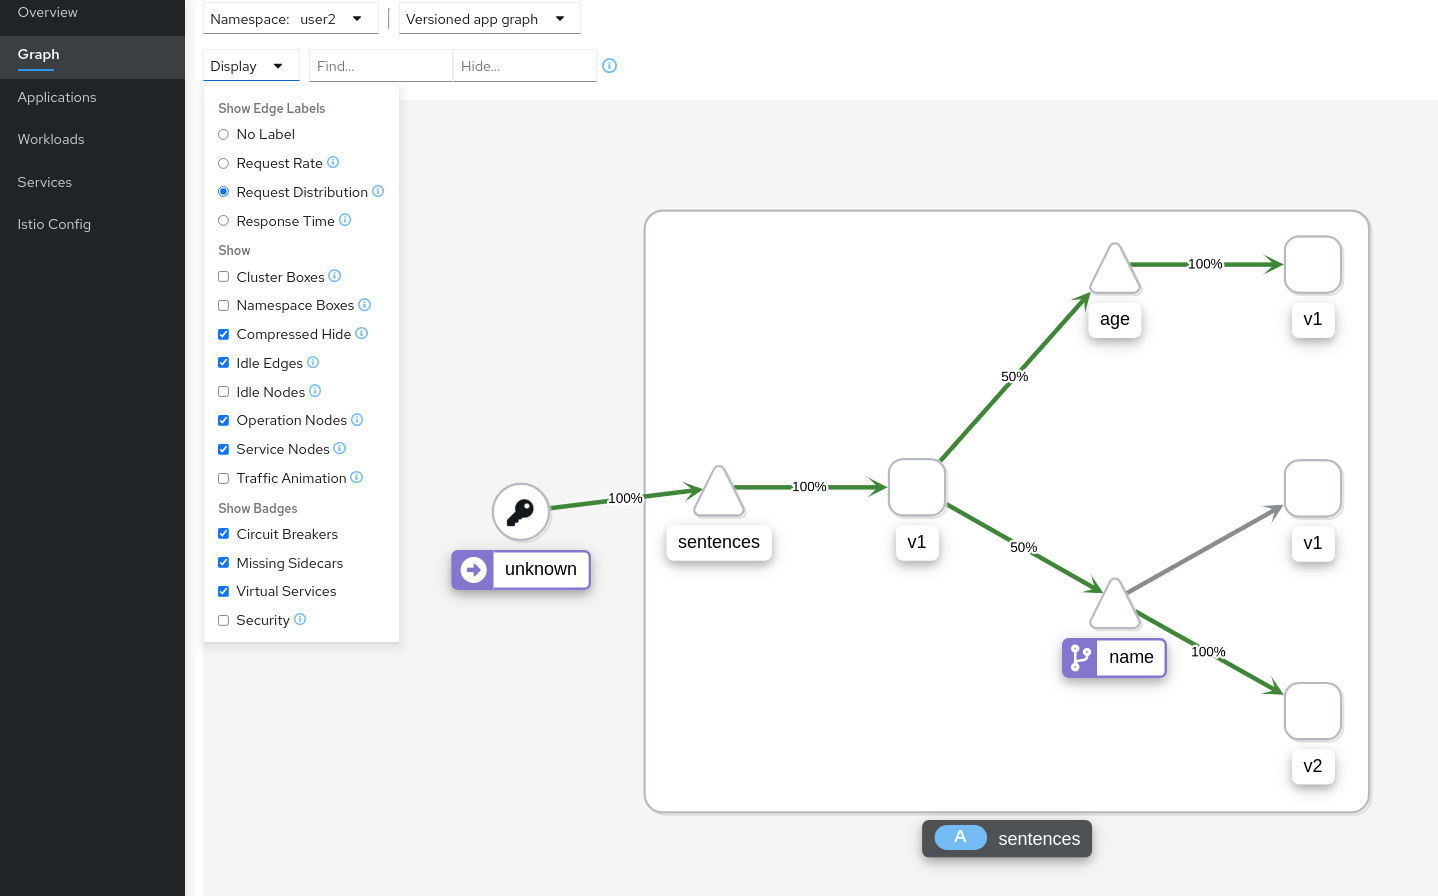 Overview
Graph
Applications
Workloads
Services
Istio Config
Namespace: user2
Versioned app graph
Display
Find...
Hide...
Show Edge Labels
No Label
Request Rate
Request Distribution
Response Time
Show
Cluster Boxes
Namespace Boxes
Compressed Hide
Idle Edges
Idle Nodes
Operation Nodes
Service Nodes
Traffic Animation
Show Badges
Circuit Breakers
Missing Sidecars
Virtual Services
Security
100%
age
v1
50%
100%
100%
sentences
v1
unknown
50%
v1
name
100%
v2
A sentences